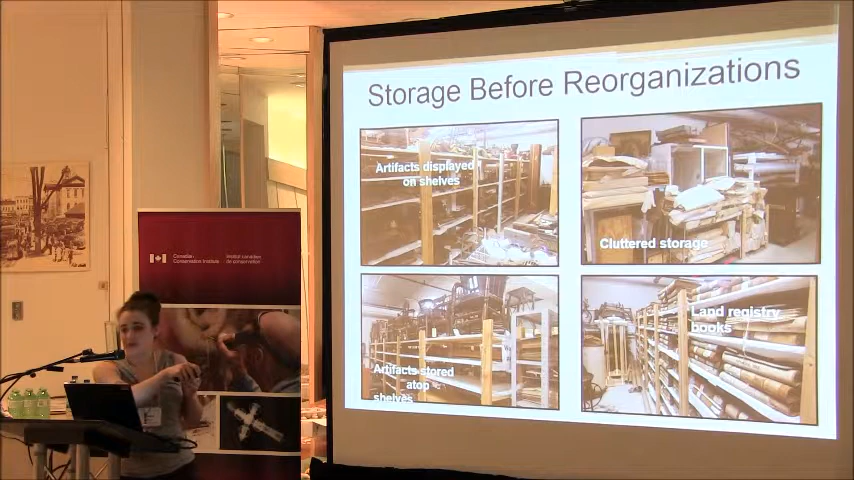 Storage Before Reorganizations
Artifacts displayed
on shelves
Cluttered storage
Artifacts stored
atop
shelves
Land registry
books
Canadian
Conservation Institute
Institut canadien
de conservation